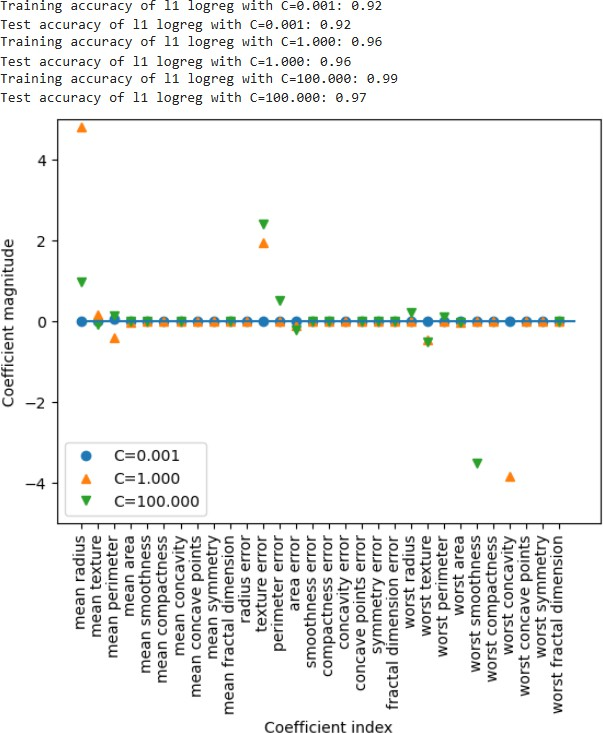 Training accuracy of l1 logreg with C=0.001: 0.92
Test accuracy of l1 logreg with C=0.001: 0.92
Training accuracy of l1 logreg with C=1.000: 0.96
Test accuracy of l1 logreg with C=1.000: 0.96
Training accuracy of l1 logreg with C=100.000: 0.99
Test accuracy of l1 logreg with C=100.000: 0.97
4
2
0
−2
−4
Coefficient magnitude
C=0.001
C=1.000
C=100.000
mean radius
mean texture
mean perimeter
mean area
mean smoothness
mean compactness
mean concavity
mean concave points
mean symmetry
mean fractal dimension
radius error
texture error
perimeter error
area error
smoothness error
compactness error
concavity error
concave points error
symmetry error
fractal dimension error
worst radius
worst texture
worst perimeter
worst area
worst smoothness
worst compactness
worst concavity
worst concave points
worst symmetry
worst fractal dimension
Coefficient index